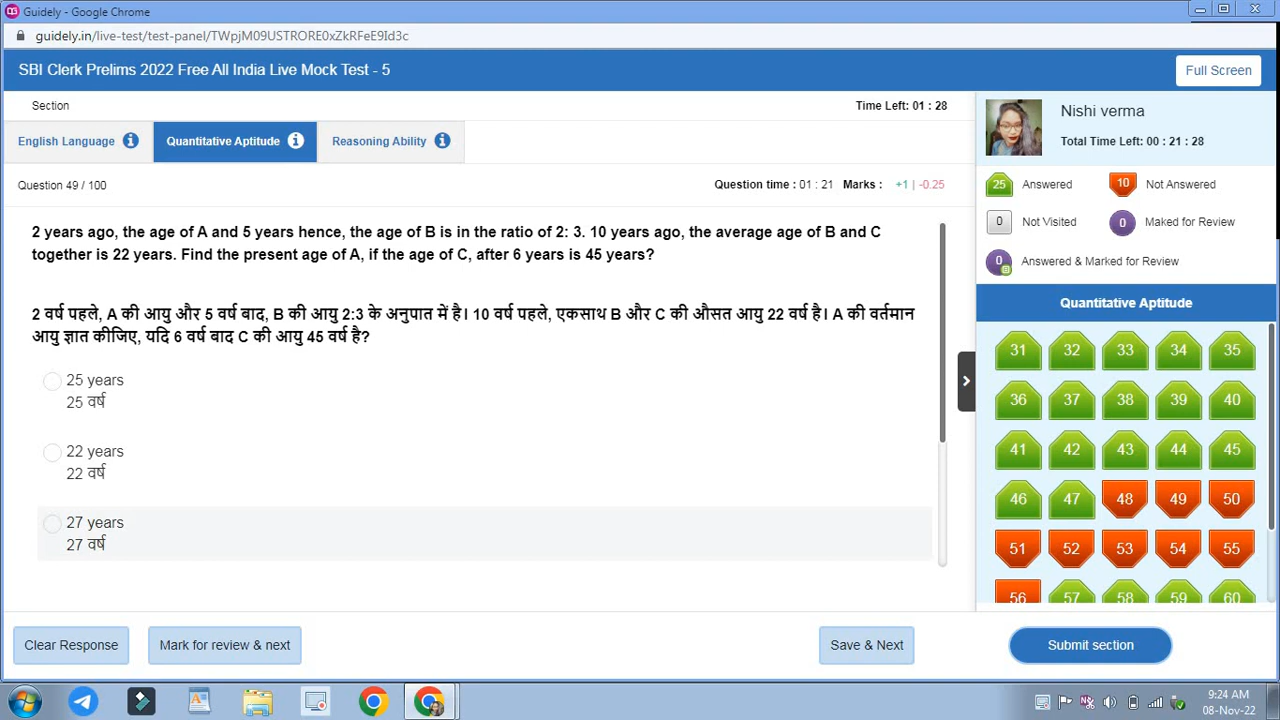 Guidely - Google Chrome
guidely.in/live-test/test-panel/TWpjM09USTRORE0xZkRFeE9Id3c
SBI Clerk Prelims 2022 Free All India Live Mock Test - 5
Full Screen
Section
Time Left: 01 : 28
English Language i
Quantitative Aptitude i
Reasoning Ability i
Nishi verma
Total Time Left: 00 : 21 : 28
Question 49 / 100
Question time : 01 : 21 Marks : +1 | -0.25
25 Answered
10 Not Answered
0 Not Visited
0 Maked for Review
0 Answered & Marked for Review
2 years ago, the age of A and 5 years hence, the age of B is in the ratio of 2: 3. 10 years ago, the average age of B and C
together is 22 years. Find the present age of A, if the age of C, after 6 years is 45 years?
2 वर्ष पहले, A की आयु और 5 वर्ष बाद, B की आयु 2:3 के अनुपात में है। 10 वर्ष पहले, एकसाथ B और C की औसत आयु 22 वर्ष है। A की वर्तमान
आयु ज्ञात कीजिए, यदि 6 वर्ष बाद C की आयु 45 वर्ष है?
25 years
25 वर्ष
22 years
22 वर्ष
27 years
27 वर्ष
Quantitative Aptitude
31 32 33 34 35
36 37 38 39 40
41 42 43 44 45
46 47 48 49 50
51 52 53 54 55
56 57 58 59 60
Clear Response
Mark for review & next
Save & Next
Submit section
9:24 AM
08-Nov-22